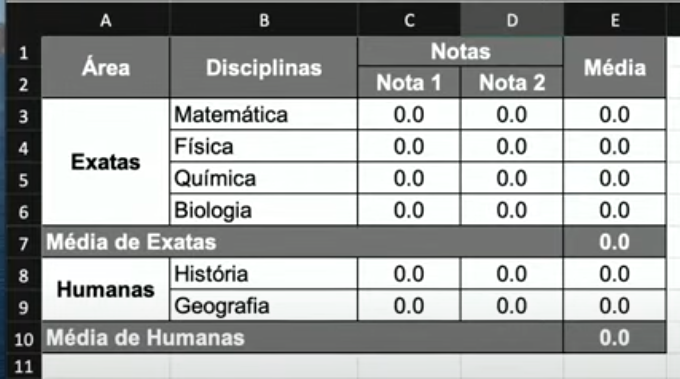 A B C D E
1 Área Disciplinas Notas Média
2 Nota 1 Nota 2
3 Exatas Matemática 0.0 0.0 0.0
4 Física 0.0 0.0 0.0
5 Química 0.0 0.0 0.0
6 Biologia 0.0 0.0 0.0
7 Média de Exatas 0.0
8 Humanas História 0.0 0.0 0.0
9 Geografia 0.0 0.0 0.0
10 Média de Humanas 0.0
11